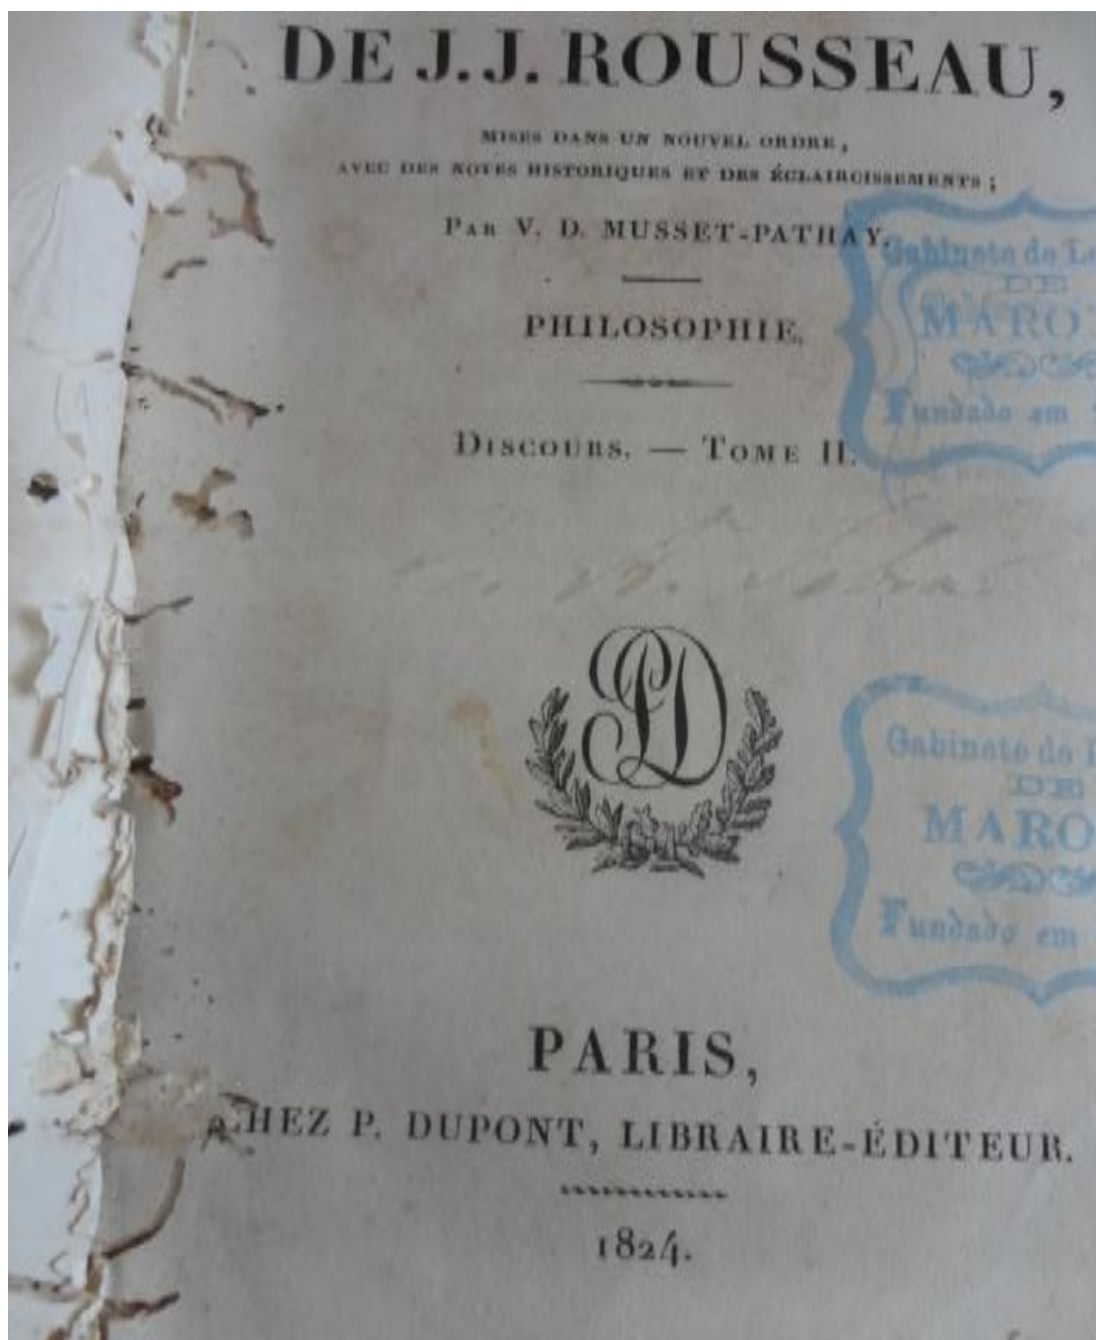 DE J.J. ROUSSEAU,
MISES DANS UN NOUVEL ORDRE,
AVEC DES NOTES HISTORIQUES ET DES ÉCLAIRCISSEMENTS;
PAR V. D. MUSSET-PATHAY,
Gabinete de
DE
MARO
Fundado em
PHILOSOPHIE.
DISCOURS. — TOME II.
PD
Gabinete de
DE
MARO
Fundado em
PARIS,
CHEZ P. DUPONT, LIBRAIRE-ÉDITEUR.
1824.